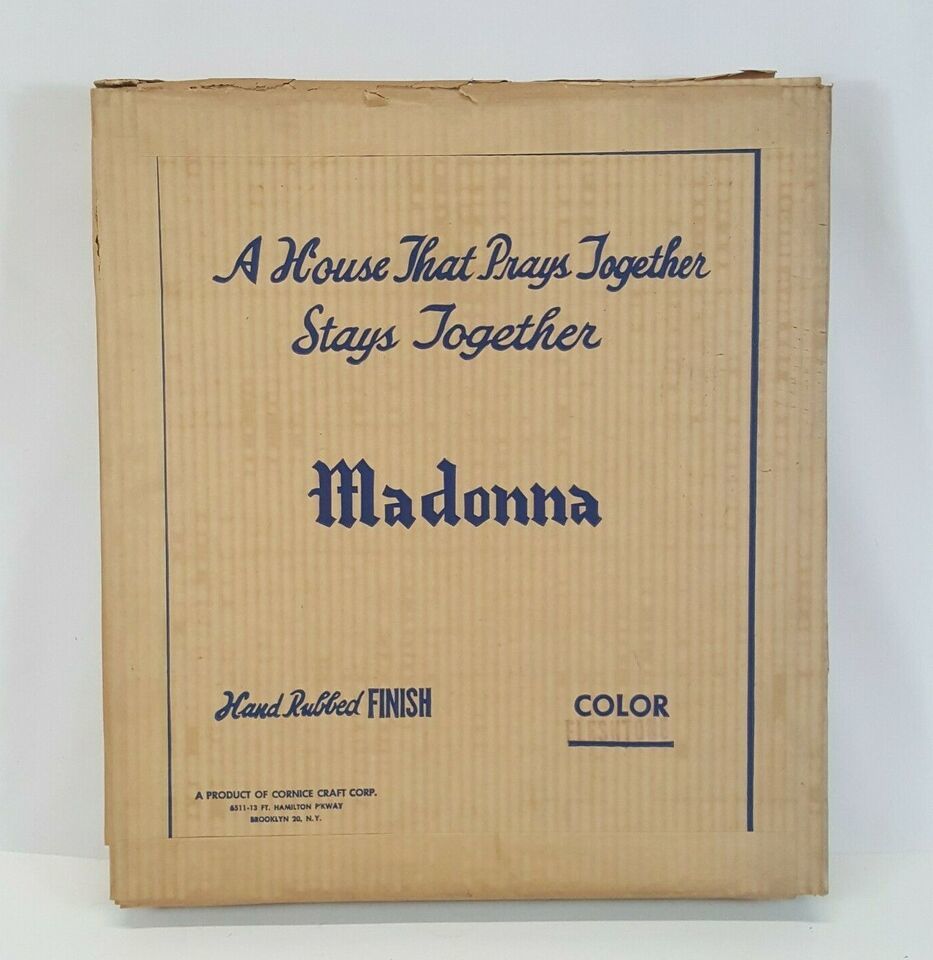 A House That Prays Together
Stays Together
Madonna
Hand Rubbed FINISH
COLOR
A PRODUCT OF CORNICE CRAFT CORP.
6511-13 FT. HAMILTON P'KWAY
BROOKLYN 20, N.Y.